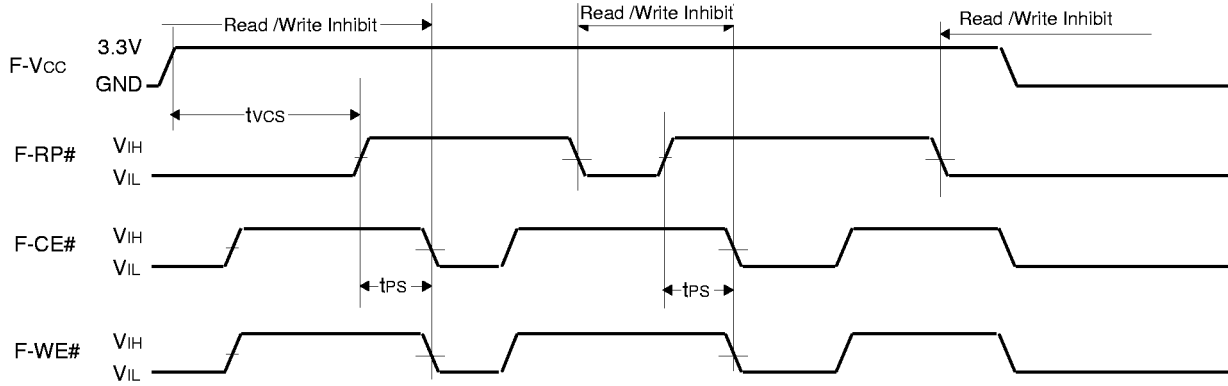 Read /Write Inhibit
Read /Write Inhibit
Read /Write Inhibit
F-VCC
3.3V
GND
tVCS
F-RP#
VIH
VIL
F-CE#
VIH
VIL
tPS
tPS
F-WE#
VIH
VIL